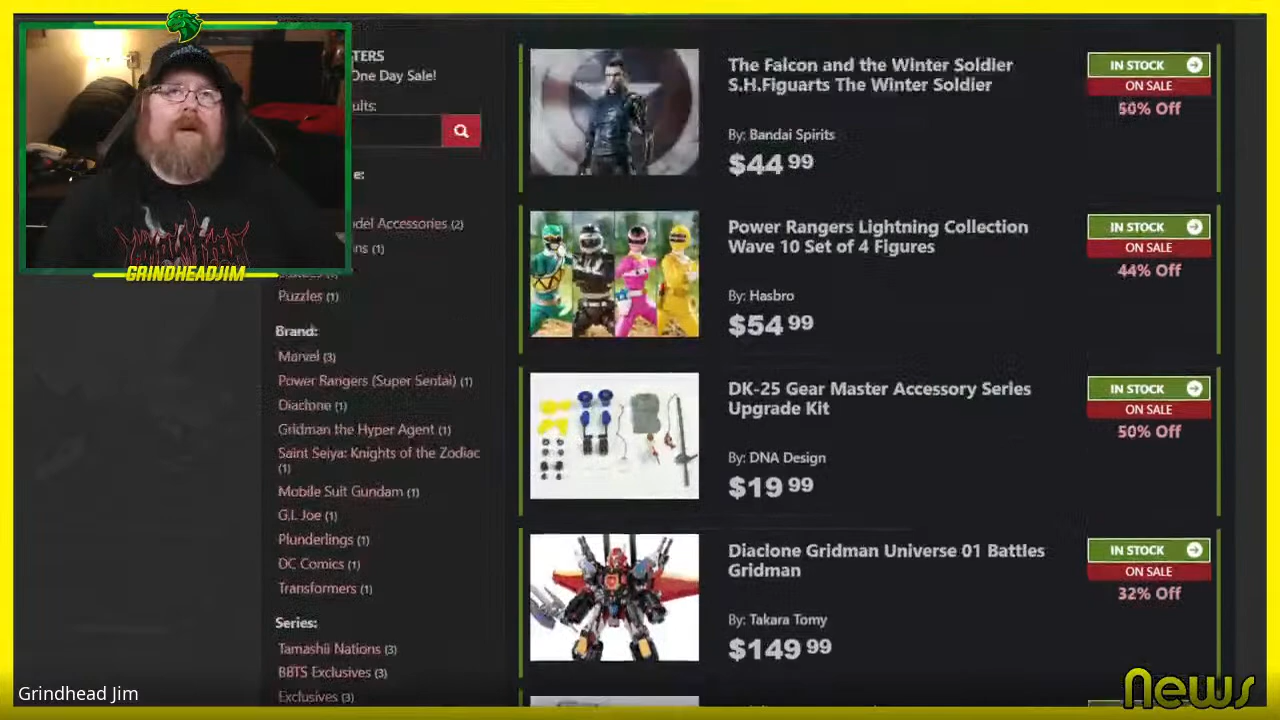 TERS
One Day Sale!
ults:
e:
del Accessories (2)
ns (1)
Puzzles (1)
Brand:
Marvel (3)
Power Rangers (Super Sentai) (1)
Diaclone (1)
Gridman the Hyper Agent (1)
Saint Seiya: Knights of the Zodiac
(1)
Mobile Suit Gundam (1)
G.I. Joe (1)
Plunderlings (1)
DC Comics (1)
Transformers (1)
Series:
Tamashii Nations (3)
BBTS Exclusives (3)
Exclusives (3)
The Falcon and the Winter Soldier
S.H.Figuarts The Winter Soldier
By: Bandai Spirits
$44 99
IN STOCK
ON SALE
50% Off
Power Rangers Lightning Collection
Wave 10 Set of 4 Figures
By: Hasbro
$54 99
IN STOCK
ON SALE
44% Off
DK-25 Gear Master Accessory Series
Upgrade Kit
By: DNA Design
$19 99
IN STOCK
ON SALE
50% Off
Diaclone Gridman Universe 01 Battles
Gridman
By: Takara Tomy
$149 99
IN STOCK
ON SALE
32% Off
GRINDHEADJIM
Grindhead Jim
News